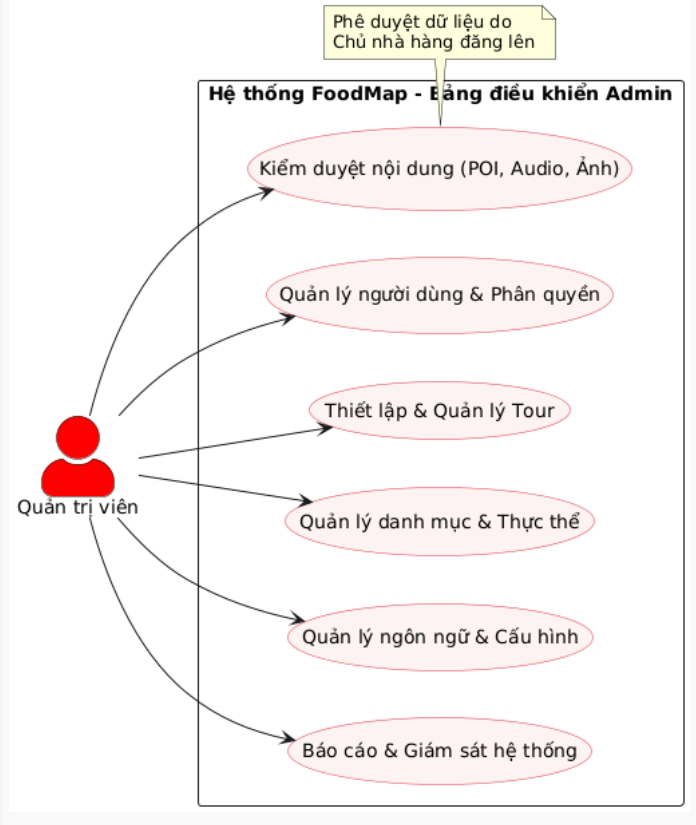 Phê duyệt dữ liệu do
Chủ nhà hàng đăng lên
Hệ thống FoodMap - Bảng điều khiển Admin
Kiểm duyệt nội dung (POI, Audio, Ảnh)
Quản lý người dùng & Phân quyền
Thiết lập & Quản lý Tour
Quản trị viên
Quản lý danh mục & Thực thể
Quản lý ngôn ngữ & Cấu hình
Báo cáo & Giám sát hệ thống